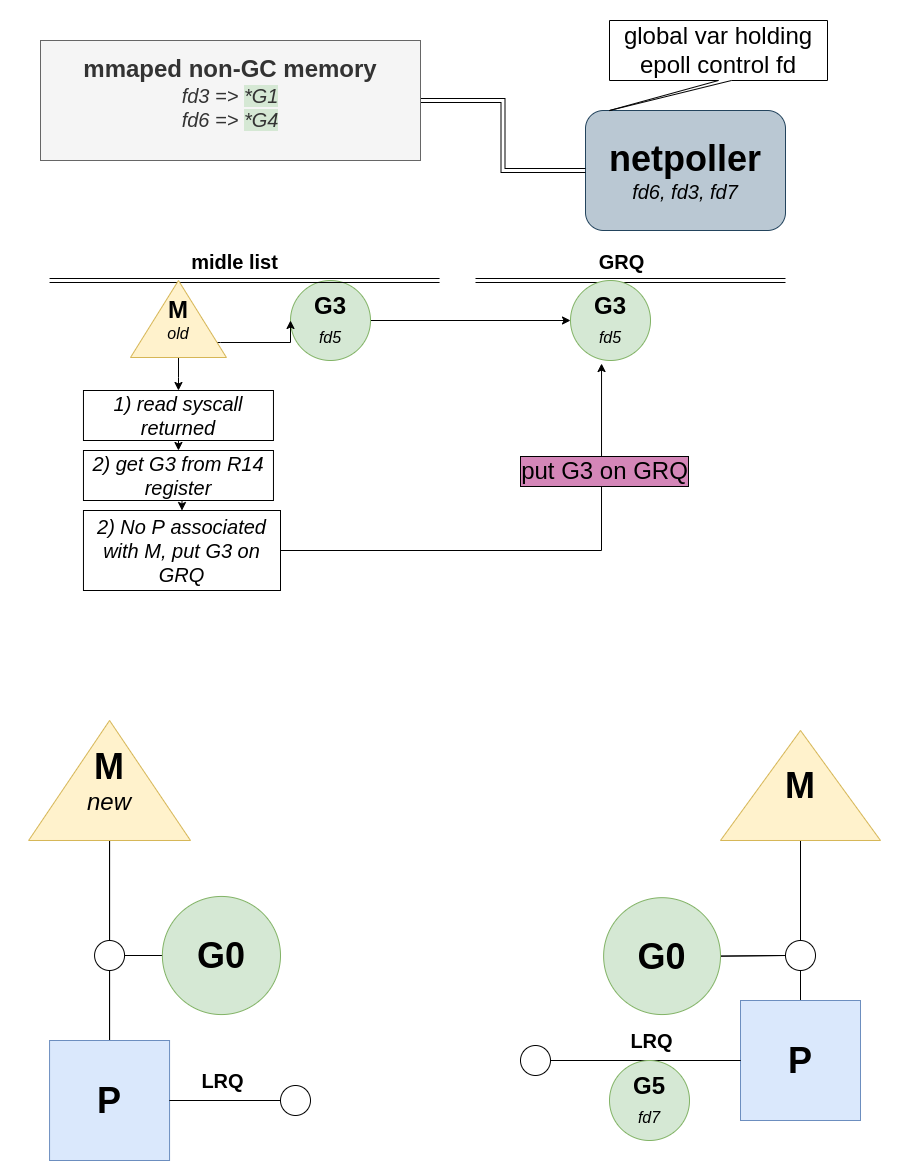 global var holding
epoll control fd
mmaped non-GC memory
fd3 => *G1
fd6 => *G4
netpoller
fd6, fd3, fd7
midle list
GRQ
M
old
G3
fd5
G3
fd5
1) read syscall
returned
2) get G3 from R14
register
put G3 on GRQ
2) No P associated
with M, put G3 on
GRQ
M
new
M
G0
G0
LRQ
P
G5
fd7
LRQ
P